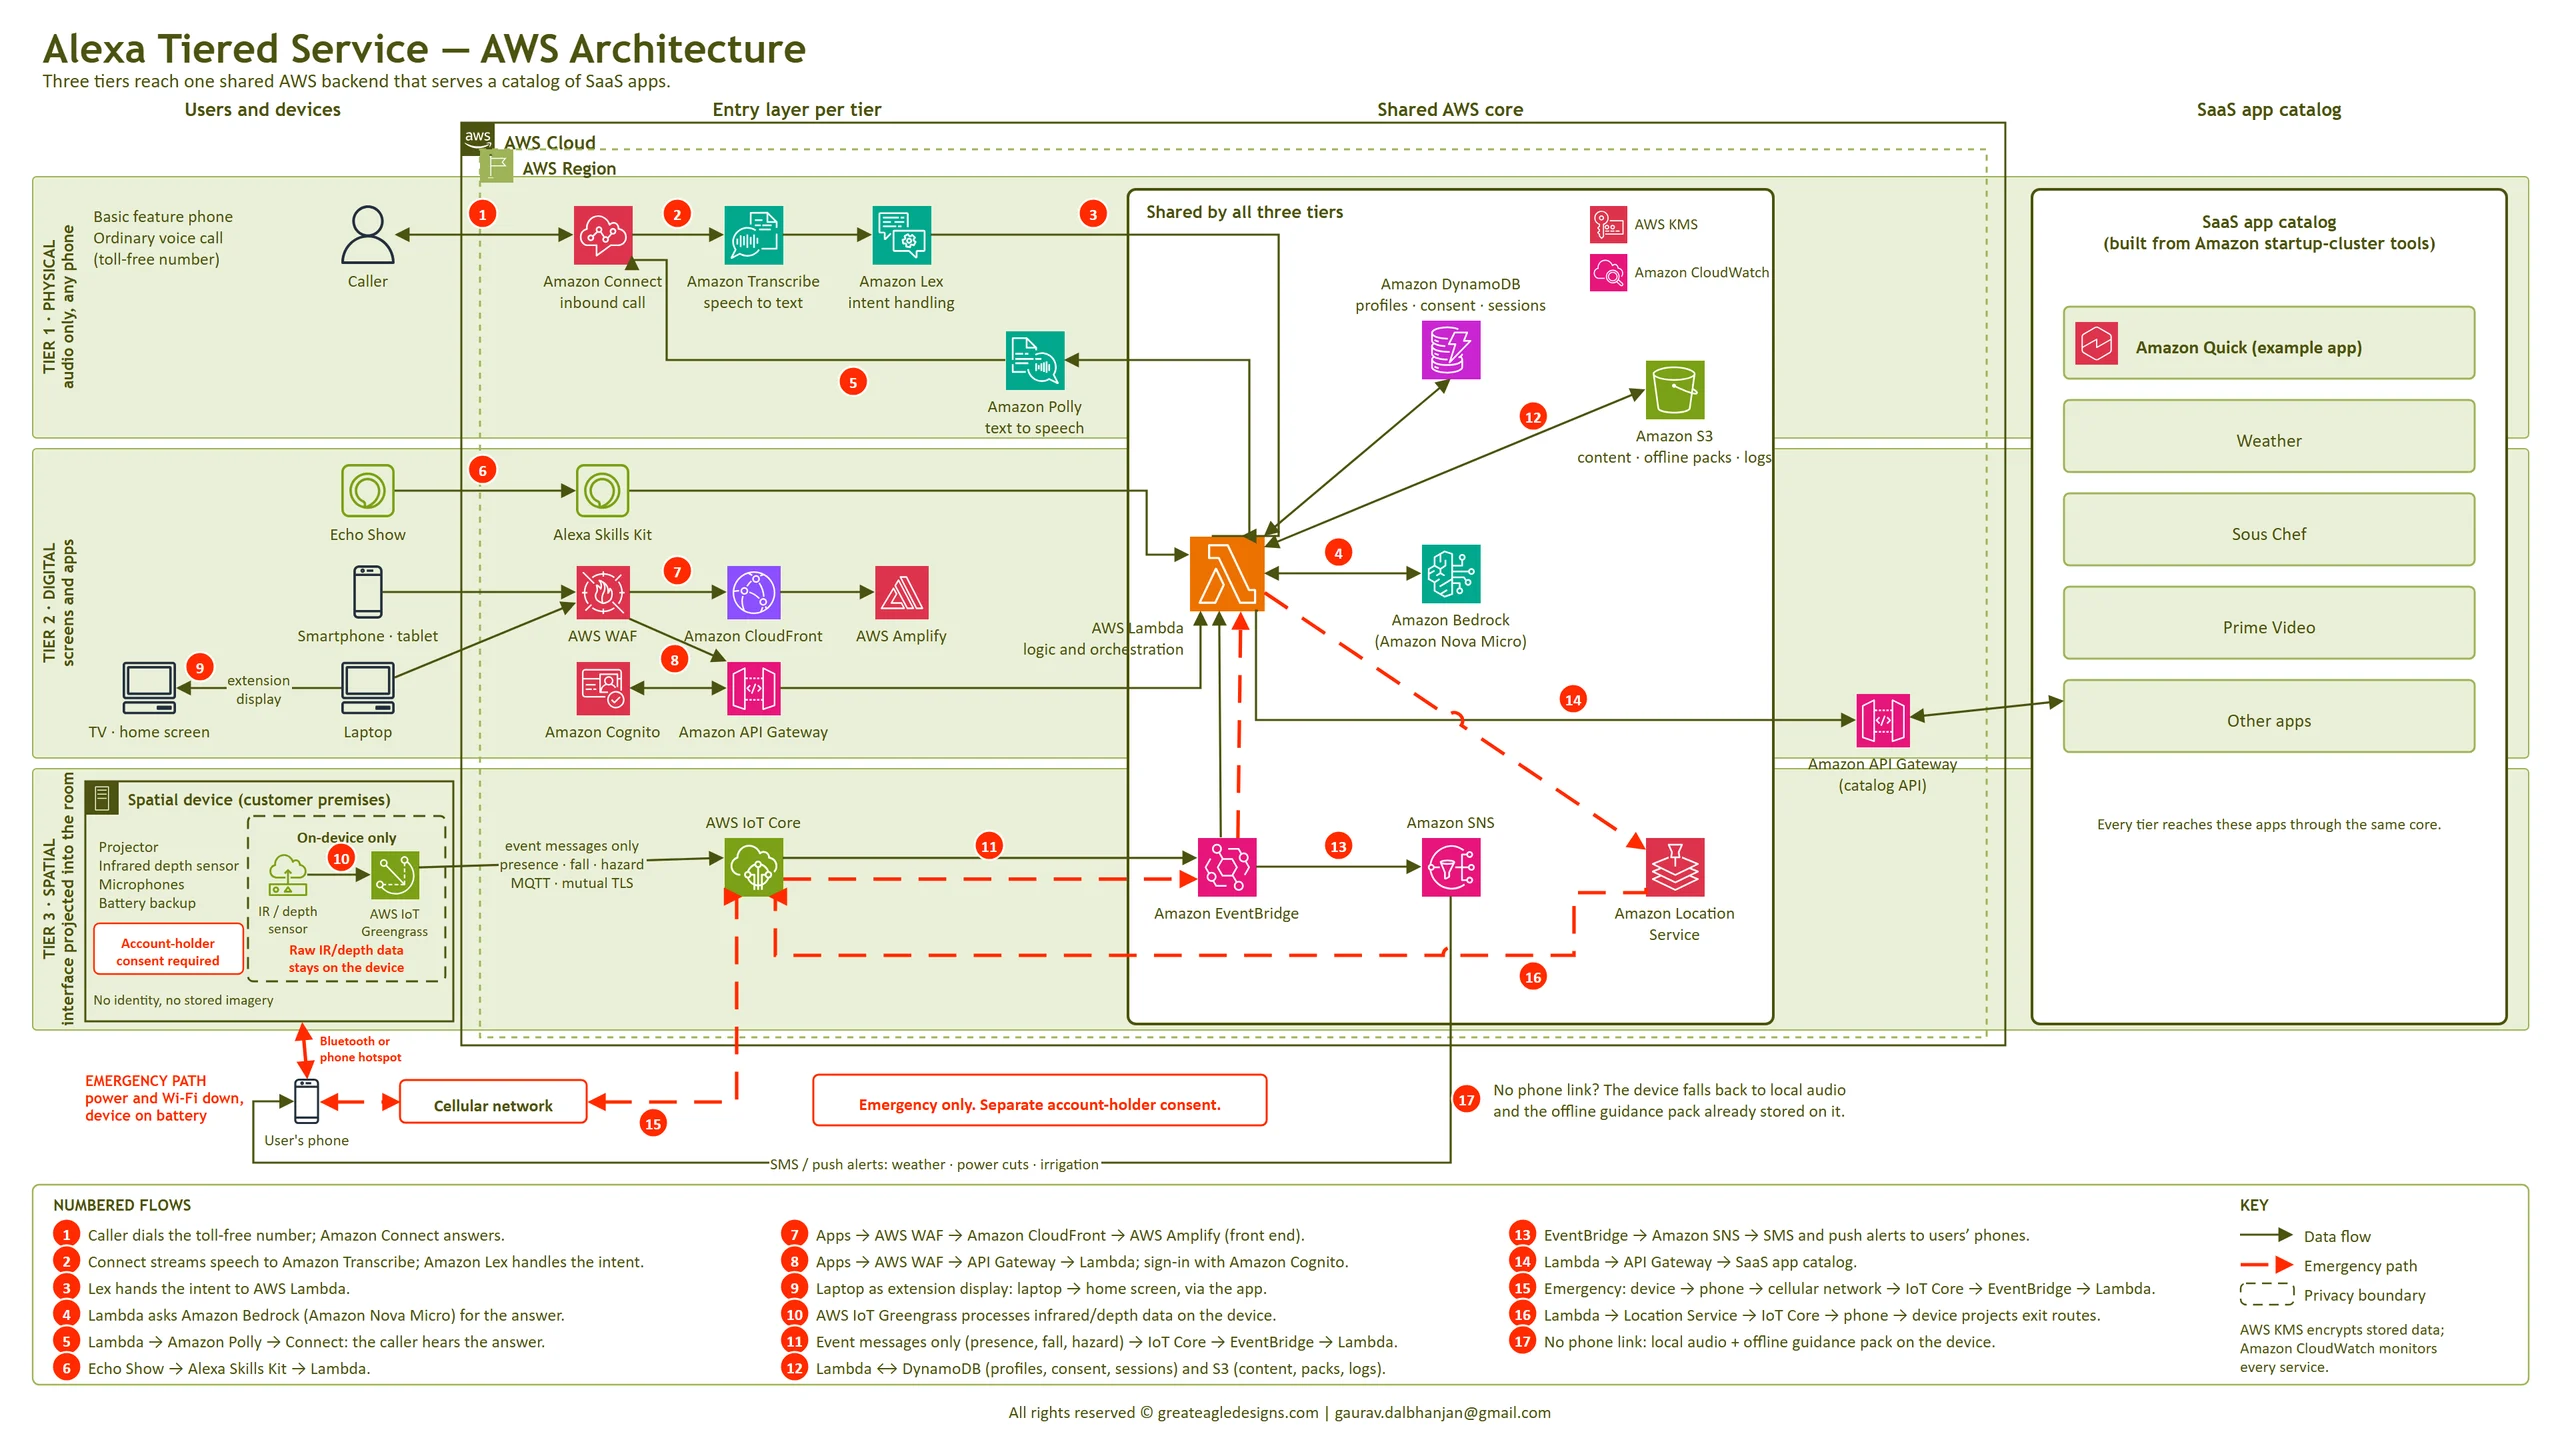 Alexa Tiered Service — AWS Architecture
Three tiers reach one shared AWS backend that serves a catalog of SaaS apps.
Users and devices
Entry layer per tier
Shared AWS core
SaaS app catalog
aws
AWS Cloud
AWS Region
TIER 1 · PHYSICAL
audio only, any phone
Basic feature phone
Ordinary voice call
(toll-free number)
Caller
1
Amazon Connect
inbound call
2
Amazon Transcribe
speech to text
Amazon Lex
intent handling
3
5
Amazon Polly
text to speech
Shared by all three tiers
AWS KMS
Amazon CloudWatch
Amazon DynamoDB
profiles · consent · sessions
12
Amazon S3
content · offline packs · logs
SaaS app catalog
(built from Amazon startup-cluster tools)
Amazon Quick (example app)
Weather
Sous Chef
Prime Video
Other apps
Every tier reaches these apps through the same core.
TIER 2 · DIGITAL
screens and apps
Echo Show
6
Alexa Skills Kit
Smartphone · tablet
AWS WAF
7
Amazon CloudFront
AWS Amplify
9
extension
display
TV · home screen
Laptop
8
Amazon Cognito
Amazon API Gateway
AWS Lambda
logic and orchestration
4
Amazon Bedrock
(Amazon Nova Micro)
14
Amazon API Gateway
(catalog API)
TIER 3 · SPATIAL
interface projected into the room
Spatial device (customer premises)
Projector
Infrared depth sensor
Microphones
Battery backup
On-device only
10
IR / depth
sensor
AWS IoT
Greengrass
Raw IR/depth data
stays on the device
Account-holder
consent required
No identity, no stored imagery
event messages only
presence · fall · hazard
MQTT · mutual TLS
AWS IoT Core
11
Amazon EventBridge
13
Amazon SNS
Amazon Location
Service
16
Bluetooth or
phone hotspot
EMERGENCY PATH
power and Wi-Fi down,
device on battery
User's phone
Cellular network
15
Emergency only. Separate account-holder consent.
17
No phone link? The device falls back to local audio
and the offline guidance pack already stored on it.
SMS / push alerts: weather · power cuts · irrigation
NUMBERED FLOWS
1 Caller dials the toll-free number; Amazon Connect answers.
2 Connect streams speech to Amazon Transcribe; Amazon Lex handles the intent.
3 Lex hands the intent to AWS Lambda.
4 Lambda asks Amazon Bedrock (Amazon Nova Micro) for the answer.
5 Lambda → Amazon Polly → Connect: the caller hears the answer.
6 Echo Show → Alexa Skills Kit → Lambda.
7 Apps → AWS WAF → Amazon CloudFront → AWS Amplify (front end).
8 Apps → AWS WAF → API Gateway → Lambda; sign-in with Amazon Cognito.
9 Laptop as extension display: laptop → home screen, via the app.
10 AWS IoT Greengrass processes infrared/depth data on the device.
11 Event messages only (presence, fall, hazard) → IoT Core → EventBridge → Lambda.
12 Lambda ↔ DynamoDB (profiles, consent, sessions) and S3 (content, packs, logs).
13 EventBridge → Amazon SNS → SMS and push alerts to users’ phones.
14 Lambda → API Gateway → SaaS app catalog.
15 Emergency: device → phone → cellular network → IoT Core → EventBridge → Lambda.
16 Lambda → Location Service → IoT Core → phone → device projects exit routes.
17 No phone link: local audio + offline guidance pack on the device.
KEY
Data flow
Emergency path
Privacy boundary
AWS KMS encrypts stored data;
Amazon CloudWatch monitors
every service.
All rights reserved © greateagledesigns.com | gaurav.dalbhanjan@gmail.com